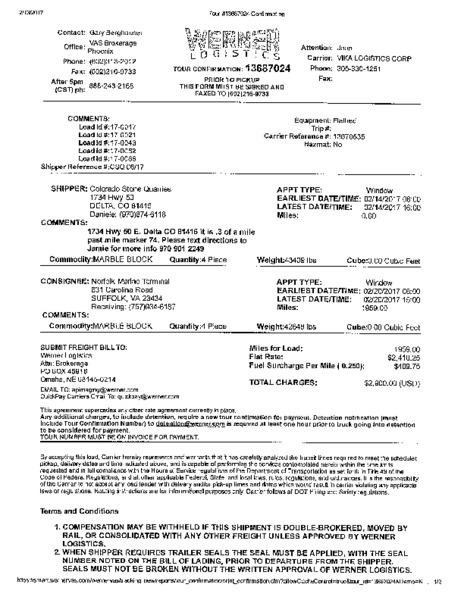 Tour #13687024 Confirmation
Contact: Gary Berghouse
Office: VAS Brokerage
Phoenix
Fax: (602)216-9733
After 5pm
(CST) ph: 888-243-2165
WERNER
LOGISTICS
TOUR CONFIRMATION: 13687024
PRIOR TO PICKUP
THIS FORM MUST BE SIGNED AND
FAXED TO (602)216-9733
Attention:
Carrier: VIKA LOGISTICS CORP
Phone: 305-330-1251
Fax:
COMMENTS:
Load Id #:17-0017
Load Id #:17-0021
Load Id #:17-0043
Load Id #:17-0052
Load Id #:17-0066
Shipper Reference #:CSQ 06/17
Equipment: Flatbed
Trip #:
Carrier Reference #: 13670535
Hazmat: No
SHIPPER: Colorado Stone Quarries
1734 Hwy 50
DELTA, CO 81416
Daniele: (970)874-6118
APPT TYPE: Window
EARLIEST DATE/TIME: 02/14/2017 08:00
LATEST DATE/TIME: 02/14/2017 16:00
Miles: 0.00
COMMENTS:
1734 Hwy 50 E. Delta CO 81416 it is .3 of a mile
past mile marker 74. Please text directions to
Jamie for more info 970 901 2249
Commodity:MARBLE BLOCK Quantity:4 Piece Weight:43409 lbs Cube:0.00 Cubic Feet
CONSIGNEE: Norfolk Marine Terminal
631 Carolina Road
SUFFOLK, VA 23434
Receiving: (757)934-6187
APPT TYPE: Window
EARLIEST DATE/TIME: 02/20/2017 08:00
LATEST DATE/TIME: 02/20/2017 16:00
Miles: 1959.00
COMMENTS:
Commodity:MARBLE BLOCK Quantity:4 Piece Weight:42648 lbs Cube:0.00 Cubic Feet
SUBMIT FREIGHT BILL TO:
Werner Logistics
Attn: Brokerage
PO BOX 45918
Omaha, NE 68145-0214
EMAIL TO: apimaging@werner.com
QuickPay Carriers Email To: quickpay@werner.com
Miles for Load: 1959.00
Flat Rate: $2,410.25
Fuel Surcharge Per Mile ( 0.250): $489.75
TOTAL CHARGES: $2,900.00 (USD)
This agreement supersedes any other rate agreement currently in place.
Any additional charges, to include detention, require a new tour confirmation for payment. Detention notification (must
include Tour Confirmation Number) to detention@werner.com is required at least one hour prior to truck going into detention
to be considered for payment.
TOUR NUMBER MUST BE ON INVOICE FOR PAYMENT.
By accepting this load, Carrier hereby represents and warrants that it has carefully analyzed the transit times required to meet the scheduled
pickup, delivery dates and time indicated above, and is capable of performing the services contemplated herein within the time limits
requested and in full compliance with the Hours of Service regulations of the Department of Transportation as set forth in Title 49 of the
Code of Federal Regulations, and all other applicable Federal, State and local laws, rules, regulations, and ordinances. It is the responsibility
of the Carrier to not accept any load tender with delivery and/or pick-up times and dates which would result in carrier violating any applicable
laws or regulations. Routing instructions are for informational purposes only. Carrier follows all DOT Filing and Safety regulations.
Terms and Conditions
1. COMPENSATION MAY BE WITHHELD IF THIS SHIPMENT IS DOUBLE-BROKERED, MOVED BY
RAIL, OR CONSOLIDATED WITH ANY OTHER FREIGHT UNLESS APPROVED BY WERNER
LOGISTICS.
2. WHEN SHIPPER REQUIRES TRAILER SEALS THE SEAL MUST BE APPLIED, WITH THE SEAL
NUMBER NOTED ON THE BILL OF LADING, PRIOR TO DEPARTURE FROM THE SHIPPER.
SEALS MUST NOT BE BROKEN WITHOUT THE WRITTEN APPROVAL OF WERNER LOGISTICS.
1/2